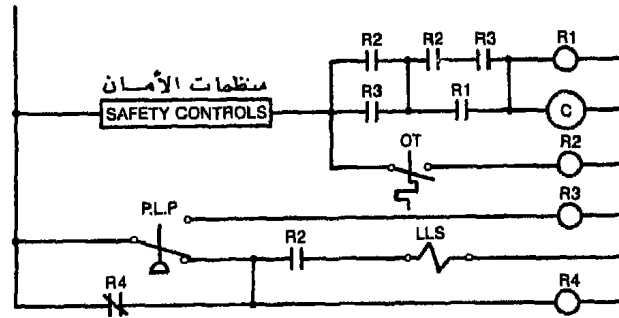 R1
R2 R2 R3
منظمات الأمان
SAFETY CONTROLS
R3 R1 C
OT R2
P.L.P R3
R2 LLS
R4 R4